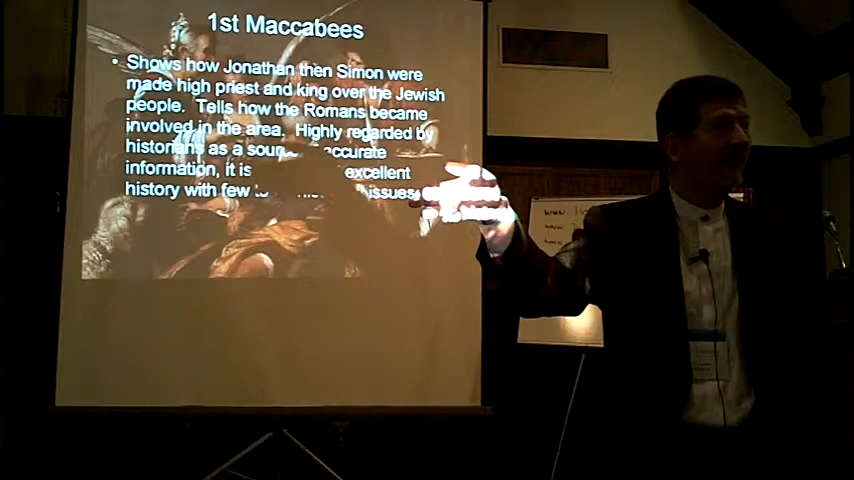 1st Maccabees
• Shows how Jonathan then Simon were
made high priest and king over the Jewish
people. Tells how the Romans became
involved in the area. Highly regarded by
historians as a accurate
information, it is excellent
history with few issues